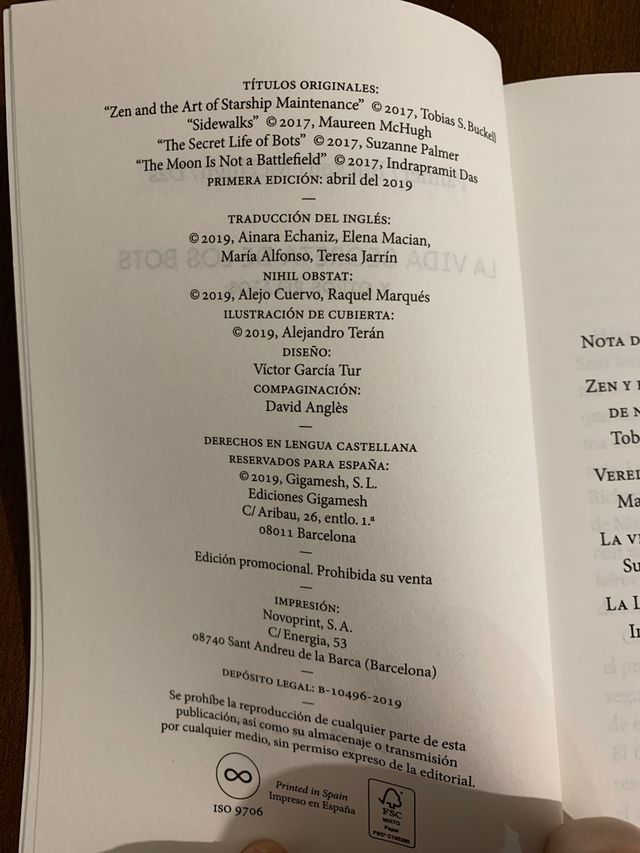 TÍTULOS ORIGINALES:
“Zen and the Art of Starship Maintenance” ©2017, Tobias S. Buckell
“Sidewalks” ©2017, Maureen McHugh
“The Secret Life of Bots” ©2017, Suzanne Palmer
“The Moon Is Not a Battlefield” ©2017, Indrapramit Das
PRIMERA EDICIÓN: abril del 2019
—
TRADUCCIÓN DEL INGLÉS:
©2019, Ainara Echaniz, Elena Macian,
María Alfonso, Teresa Jarrín
NIHIL OBSTAT:
©2019, Alejo Cuervo, Raquel Marqués
ILUSTRACIÓN DE CUBIERTA:
©2019, Alejandro Terán
DISEÑO:
Víctor García Tur
COMPAGINACIÓN:
David Anglès
—
DERECHOS EN LENGUA CASTELLANA
RESERVADOS PARA ESPAÑA:
©2019, Gigamesh, S. L.
Ediciones Gigamesh
C/ Aribau, 26, entlo. 1.ª
08011 Barcelona
—
Edición promocional. Prohibida su venta
—
IMPRESIÓN:
Novoprint, S. A.
C/ Energia, 53
08740 Sant Andreu de la Barca (Barcelona)
—
DEPÓSITO LEGAL: B-10496-2019
—
Se prohíbe la reproducción de cualquier parte de esta
publicación, así como su almacenaje o transmisión
por cualquier medio, sin permiso expreso de la editorial.
ISO 9706
Printed in Spain
Impreso en España
FSC
MIXTO
Papel
NOTA D
ZEN Y
DE N
Tob
VERED
Ma
LA V
Su
LA L
In